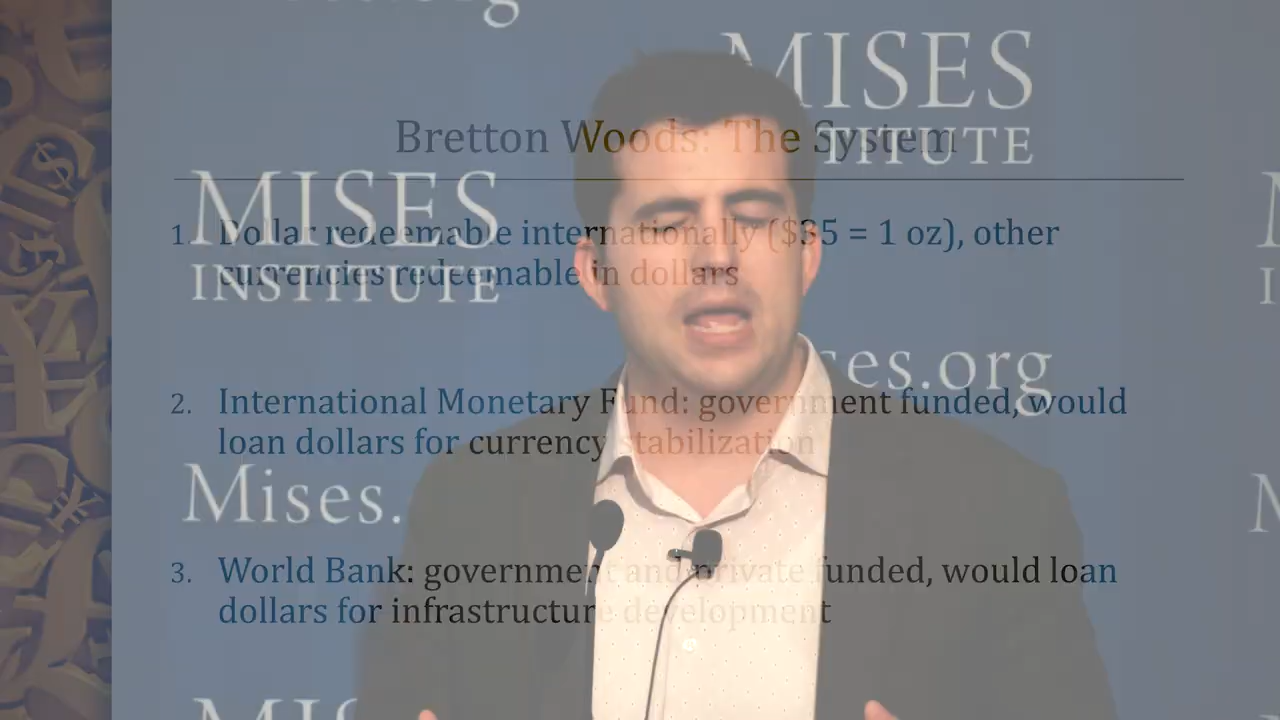 s.org
MISES
INSTITUTE
Bretton Woods: The System
MISES
INSTITUTE
1. Dollar redeemable internationally ($35 = 1 oz), other
currencies redeemable in dollars
ses.org
2. International Monetary Fund: government funded, would
loan dollars for currency stabilization
Mises.
3. World Bank: government and private funded, would loan
dollars for infrastructure development
MIS